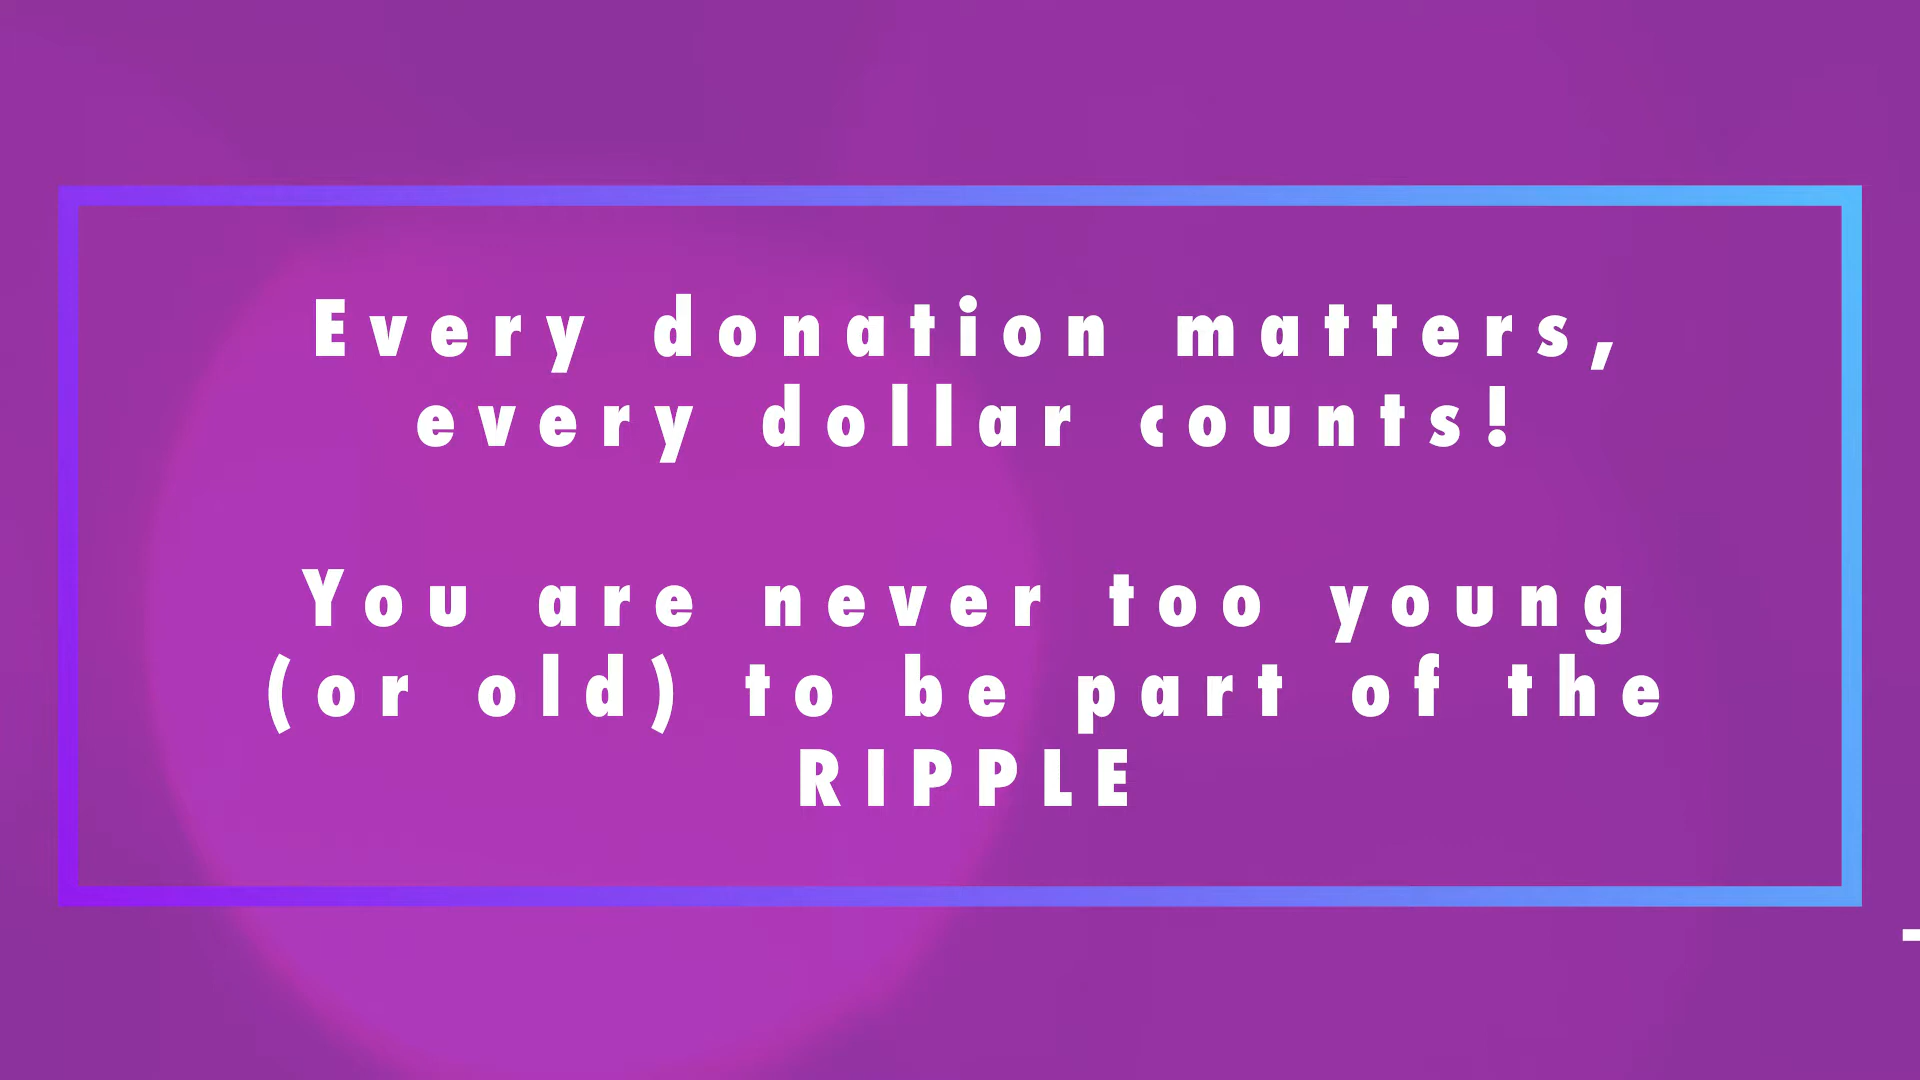 Every donation matters,
every dollar counts!
You are never too young
(or old) to be part of the
RIPPLE